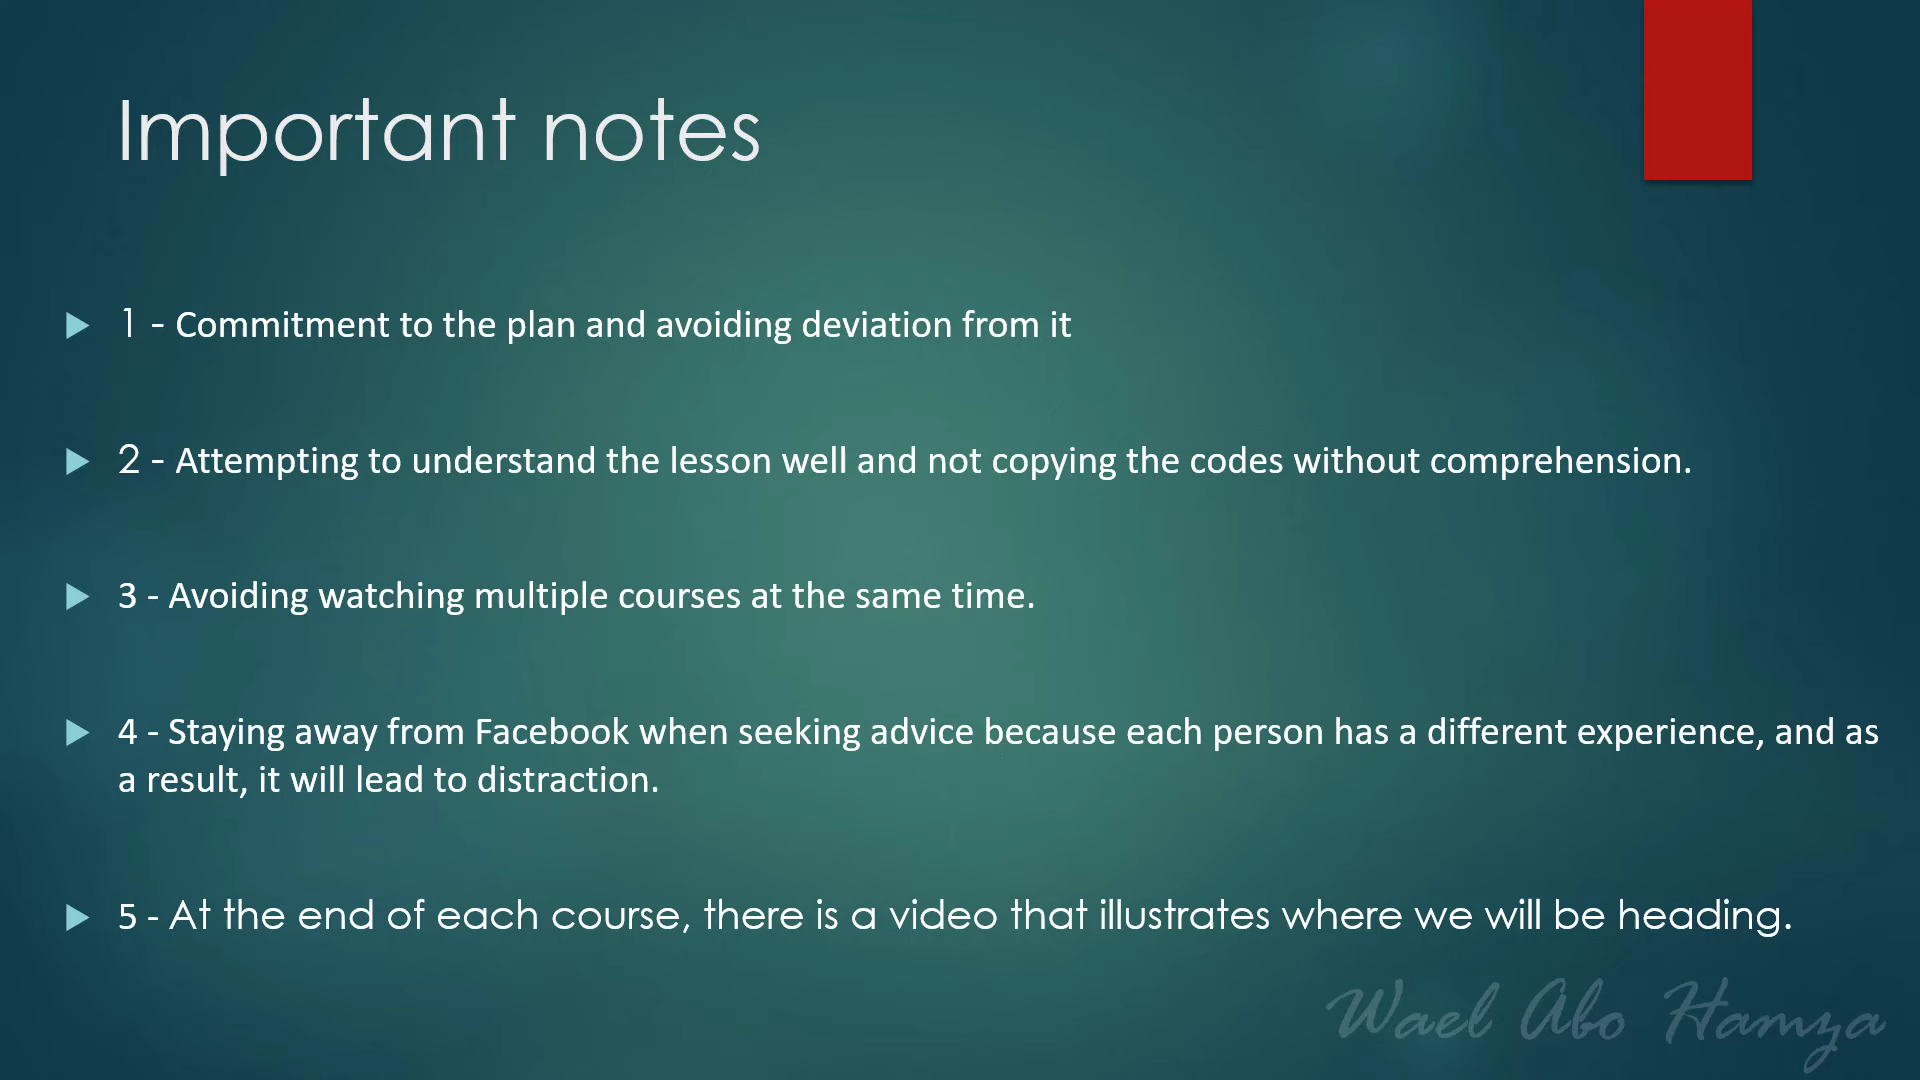 Important notes
1 - Commitment to the plan and avoiding deviation from it
2 - Attempting to understand the lesson well and not copying the codes without comprehension.
3 - Avoiding watching multiple courses at the same time.
4 - Staying away from Facebook when seeking advice because each person has a different experience, and as
a result, it will lead to distraction.
5 - At the end of each course, there is a video that illustrates where we will be heading.
Wael Abo Hamza